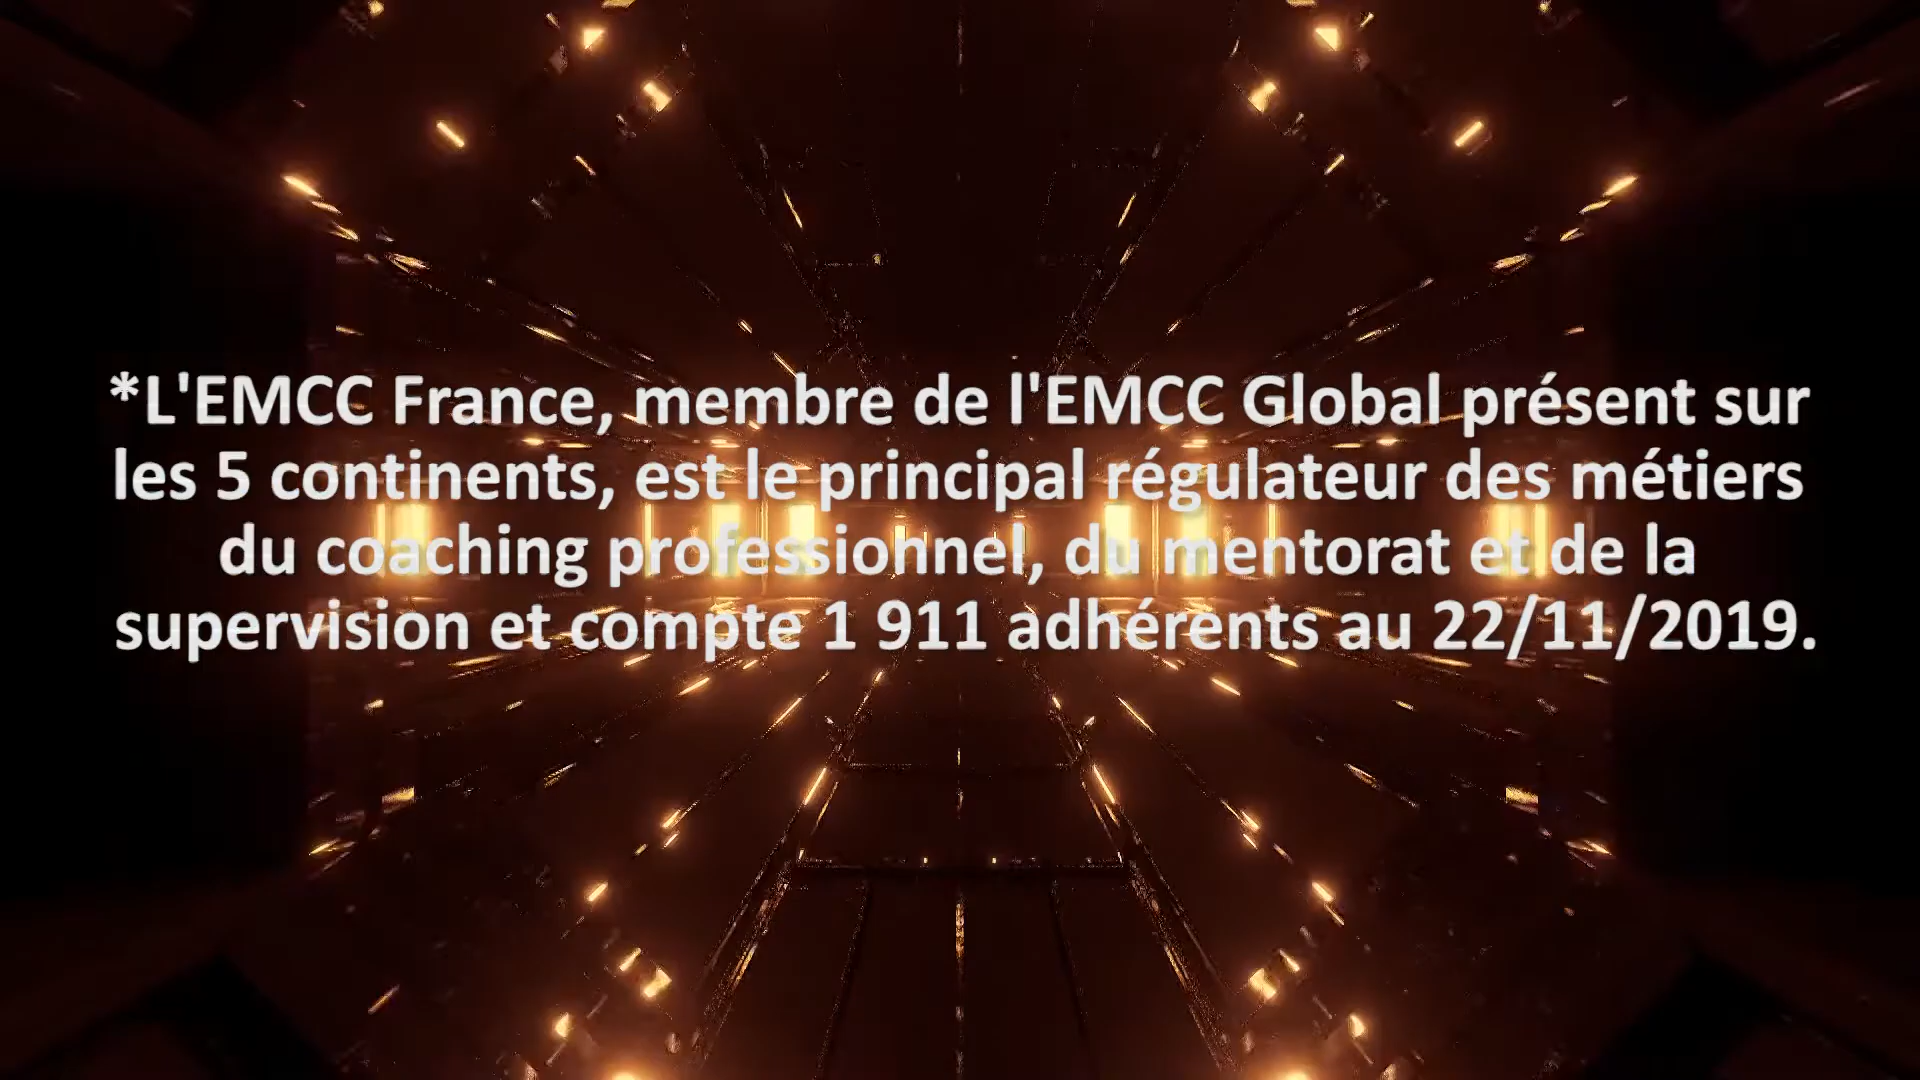 *L'EMCC France, membre de l'EMCC Global présent sur
les 5 continents, est le principal régulateur des métiers
du coaching professionnel, du mentorat et de la
supervision et compte 1 911 adhérents au 22/11/2019.